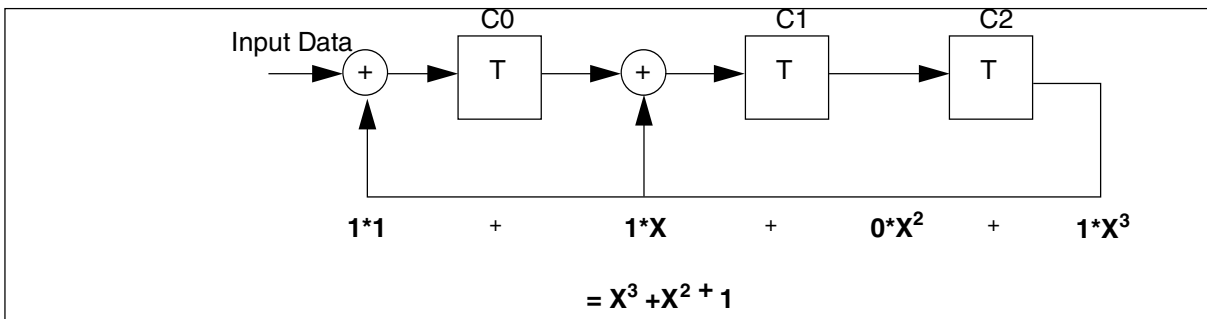 C0 C1 C2
Input Data
+ T + T T
1*1 + 1*X + 0*X² + 1*X³
= X³ +X² + 1